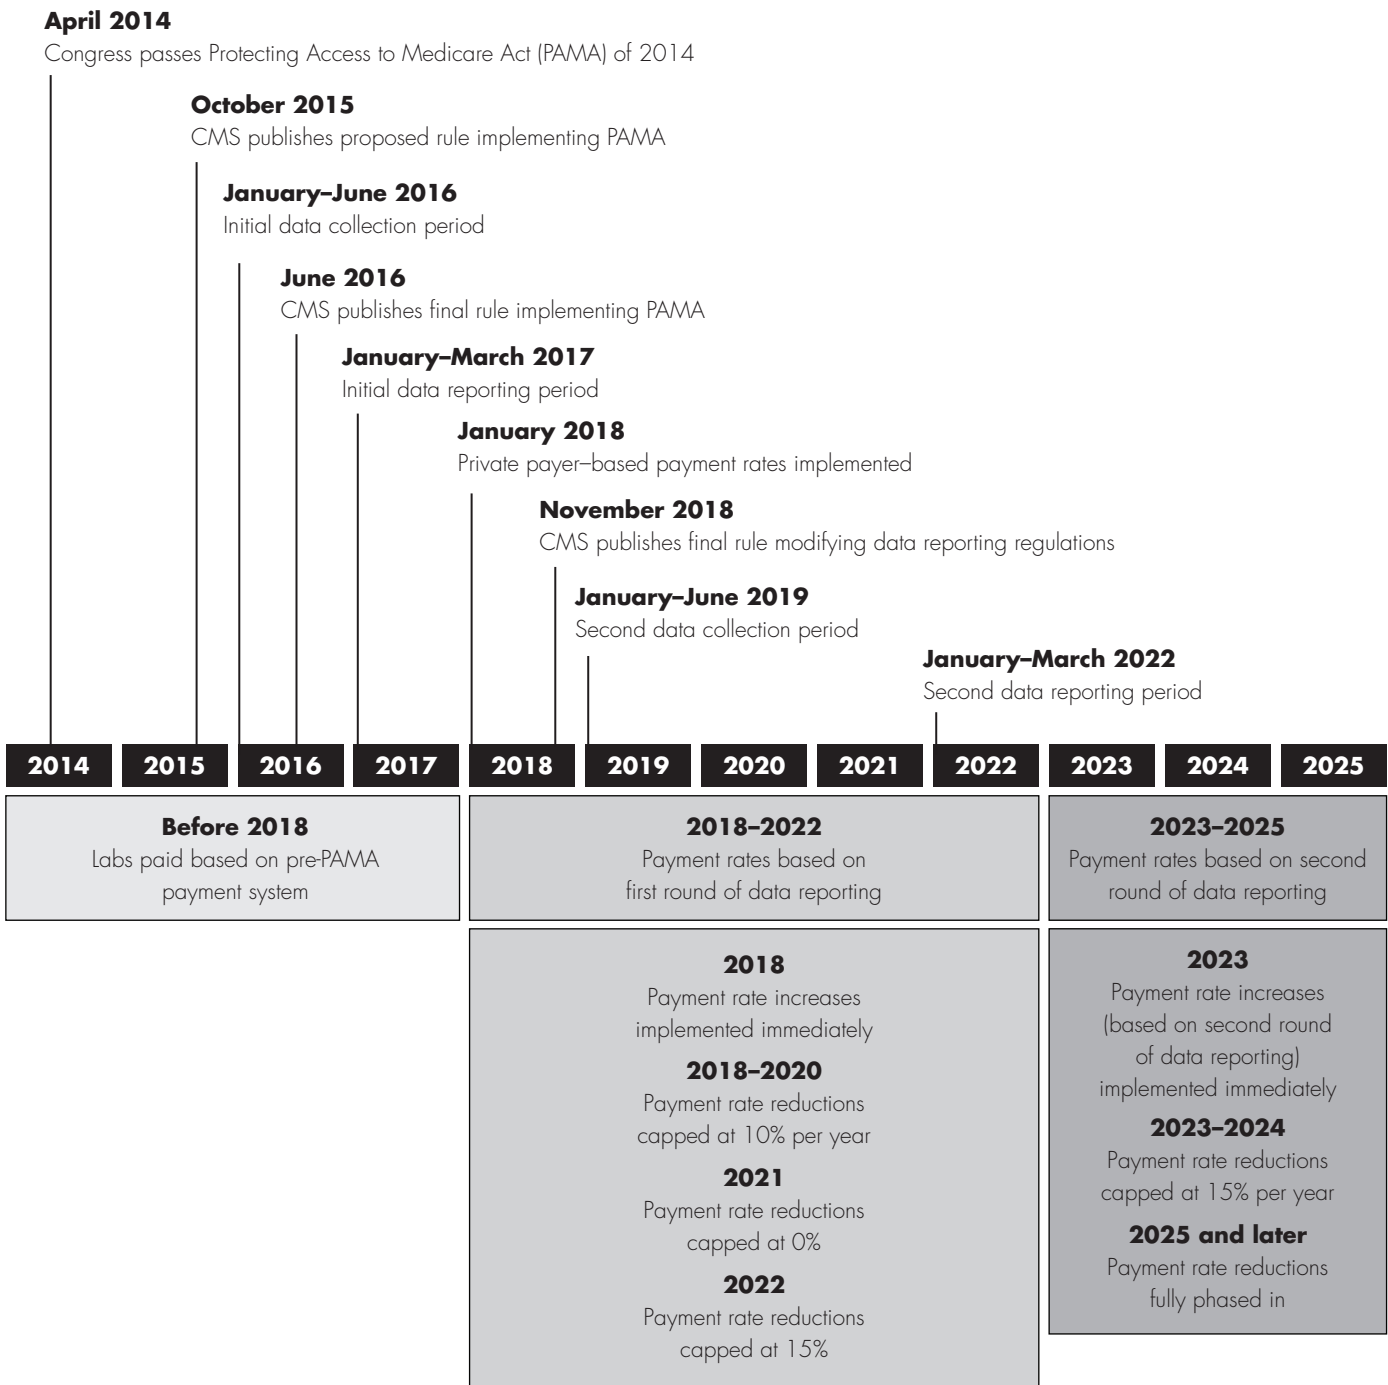 April 2014
Congress passes Protecting Access to Medicare Act (PAMA) of 2014
October 2015
CMS publishes proposed rule implementing PAMA
January–June 2016
Initial data collection period
June 2016
CMS publishes final rule implementing PAMA
January–March 2017
Initial data reporting period
January 2018
Private payer–based payment rates implemented
November 2018
CMS publishes final rule modifying data reporting regulations
January–June 2019
Second data collection period
January–March 2022
Second data reporting period
2014 2015 2016 2017 2018 2019 2020 2021 2022 2023 2024 2025
Before 2018
Labs paid based on pre-PAMA
payment system
2018–2022
Payment rates based on
first round of data reporting
2023–2025
Payment rates based on second
round of data reporting
2018
Payment rate increases
implemented immediately
2018–2020
Payment rate reductions
capped at 10% per year
2021
Payment rate reductions
capped at 0%
2022
Payment rate reductions
capped at 15%
2023
Payment rate increases
(based on second round
of data reporting)
implemented immediately
2023–2024
Payment rate reductions
capped at 15% per year
2025 and later
Payment rate reductions
fully phased in